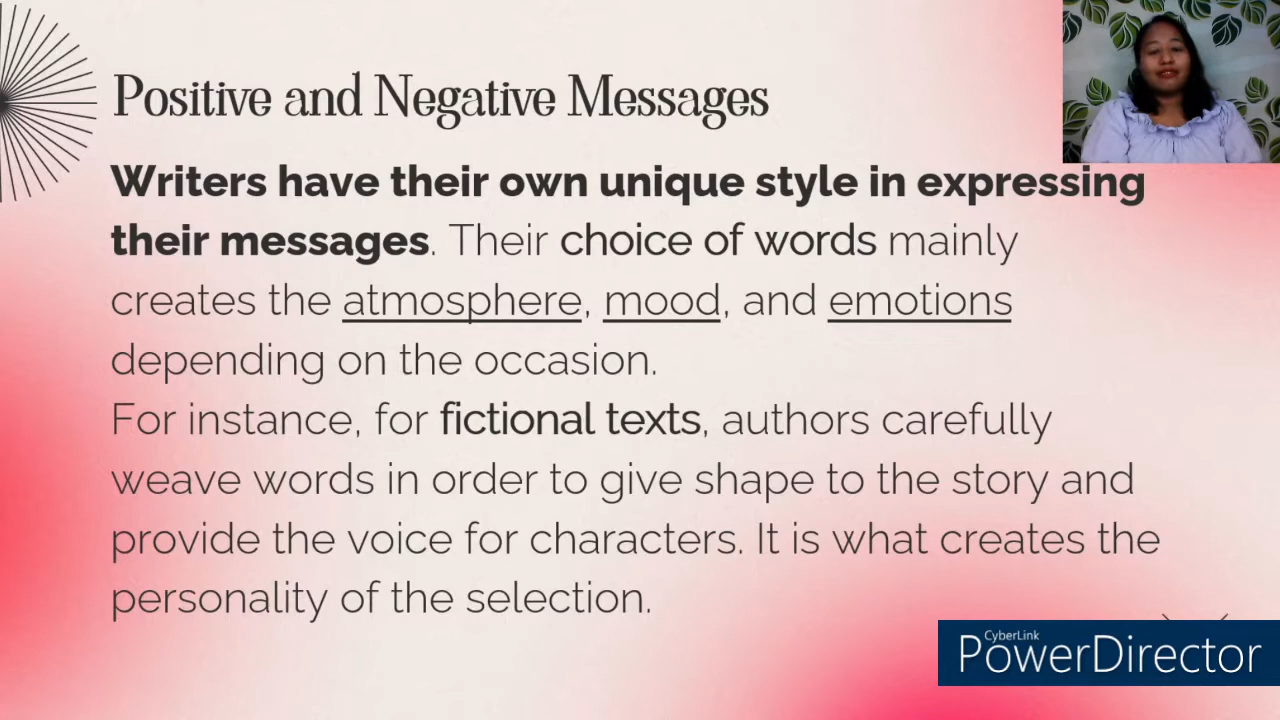 Positive and Negative Messages
Writers have their own unique style in expressing
their messages. Their choice of words mainly
creates the atmosphere, mood, and emotions
depending on the occasion.
For instance, for fictional texts, authors carefully
weave words in order to give shape to the story and
provide the voice for characters. It is what creates the
personality of the selection.
CyberLink
PowerDirector